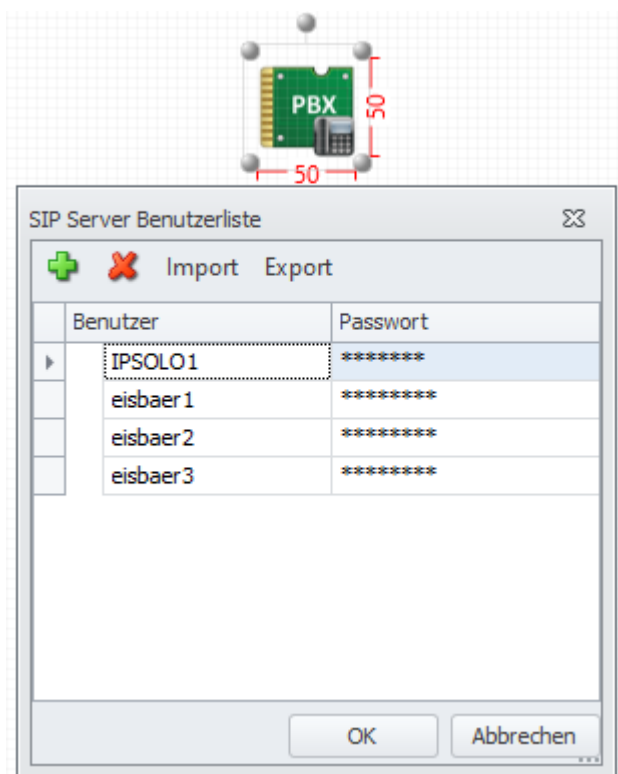 PBX
50
50
SIP Server Benutzerliste
Import Export
Benutzer Passwort
IPSOLO1 *******
eisbaer1 ********
eisbaer2 ********
eisbaer3 ********
OK Abbrechen